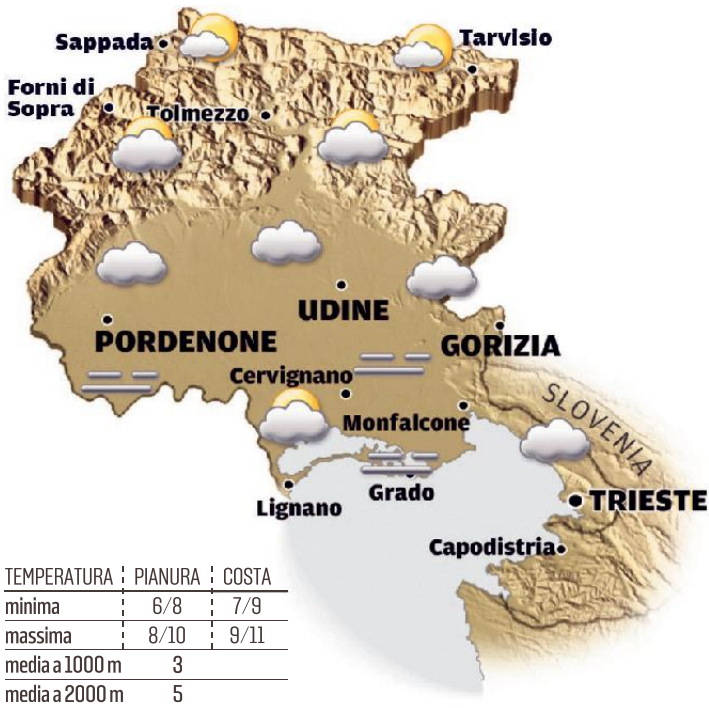 Sappada
Tarvisio
Forni di
Sopra
Tolmezzo
UDINE
PORDENONE
GORIZIA
Cervignano
SLOVENIA
Monfalcone
Grado
Lignano
TRIESTE
Capodistria
TEMPERATURA PIANURA COSTA
minima 6/8 7/9
massima 8/10 9/11
media a 1000 m 3
media a 2000 m 5